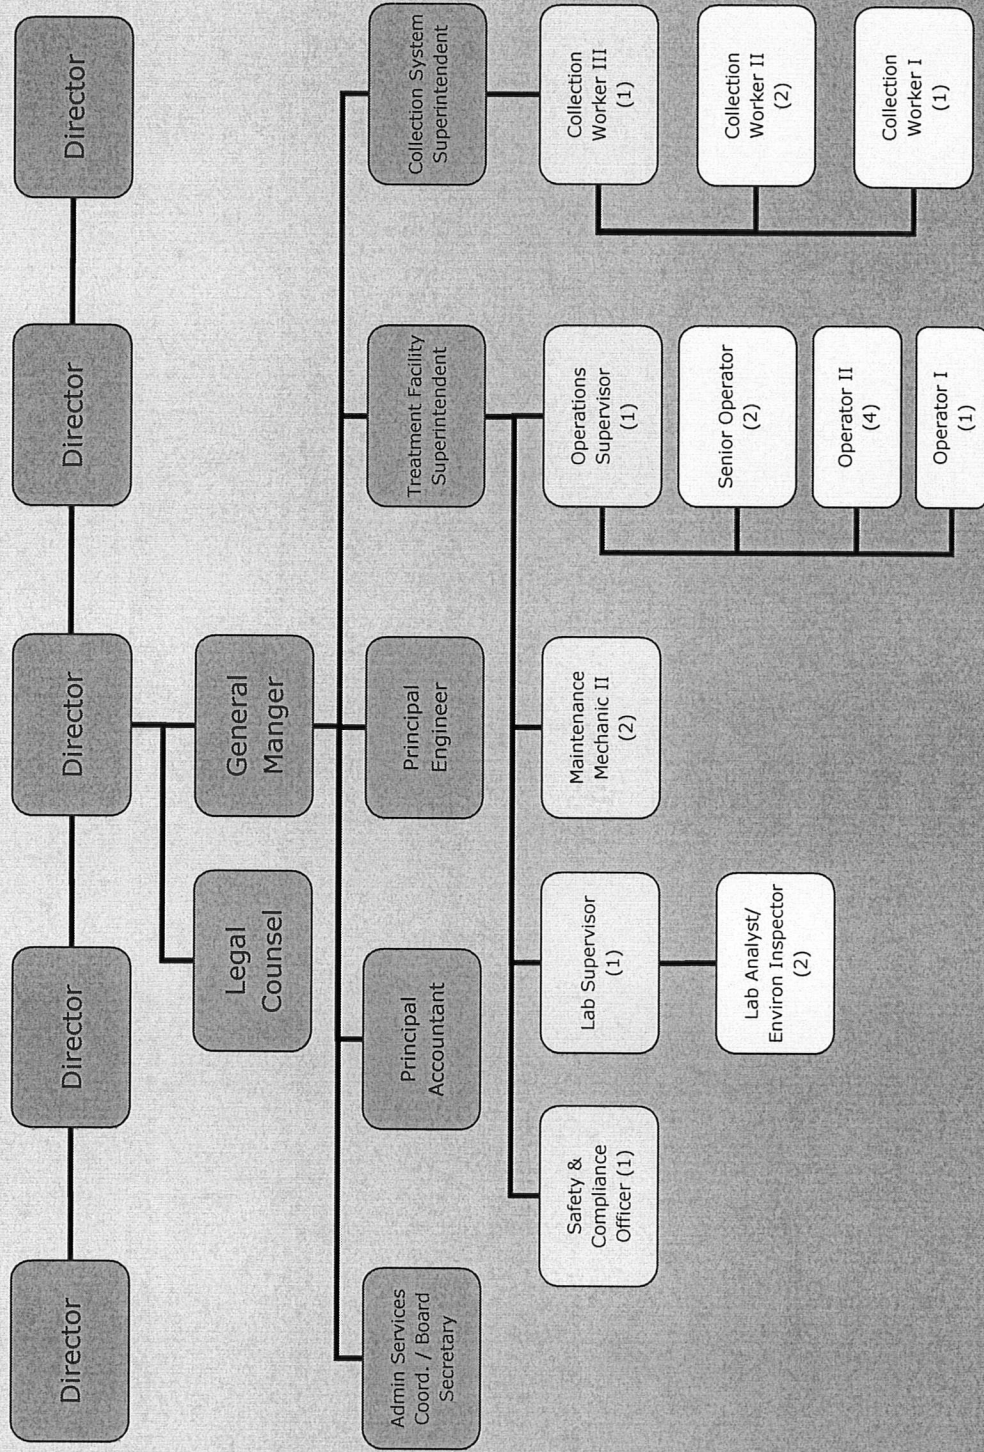 Director
Director
Director
Director
Director
Legal
Counsel
General
Manger
Admin Services
Coord. / Board
Secretary
Principal
Accountant
Principal
Engineer
Treatment Facility
Superintendent
Collection System
Superintendent
Safety &
Compliance
Officer (1)
Lab Supervisor
(1)
Lab Analyst/
Environ Inspector
(2)
Maintenance
Mechanic II
(2)
Operations
Supervisor
(1)
Senior Operator
(2)
Operator II
(4)
Operator I
(1)
Collection
Worker III
(1)
Collection
Worker II
(2)
Collection
Worker I
(1)